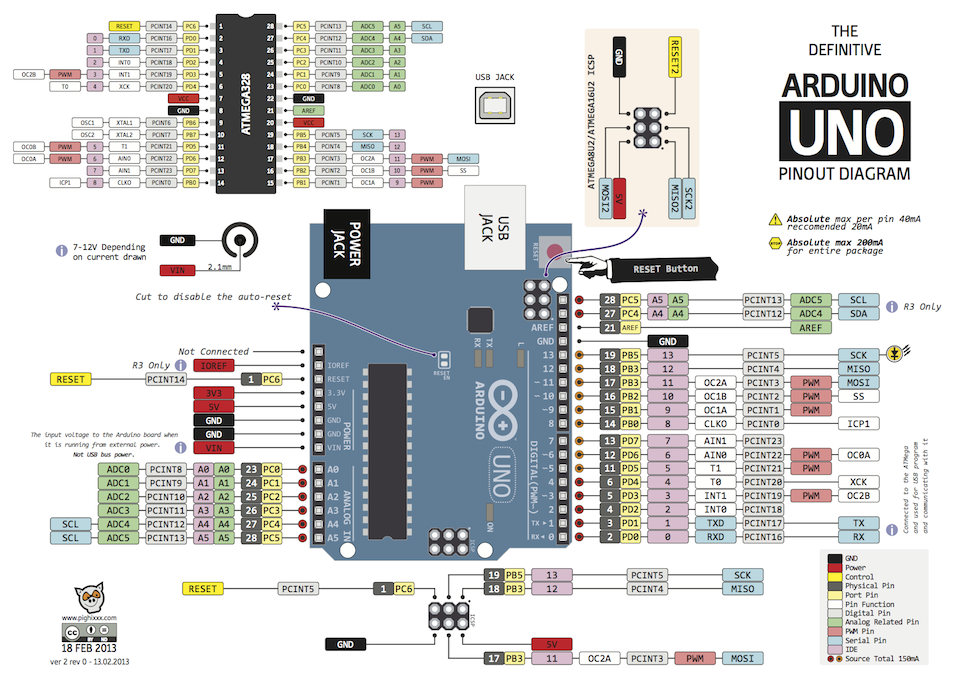 THE
DEFINITIVE
ARDUINO
UNO
PINOUT DIAGRAM
Absolute max per pin 40mA
reccomended 20mA
STOP
Absolute max 200mA
for entire package
ATMEGA328
RESET PCINT14 PC6 1 28 PC5 PCINT13 ADC5 A5 SCL
0 RXD PCINT16 PD0 2 27 PC4 PCINT12 ADC4 A4 SDA
1 TXD PCINT17 PD1 3 26 PC3 PCINT11 ADC3 A3
2 INT0 PCINT18 PD2 4 25 PC2 PCINT10 ADC2 A2
OC2B PWM 3 INT1 PCINT19 PD3 5 24 PC1 PCINT9 ADC1 A1
T0 4 XCK PCINT20 PD4 6 23 PC0 PCINT8 ADC0 A0
VCC 7 22 GND
GND 8 21 AREF
OSC1 XTAL1 PCINT6 PB6 9 20 VCC
OSC2 XTAL2 PCINT7 PB7 10 19 PB5 PCINT5 SCK 13
OC0B PWM 5 T1 PCINT21 PD5 11 18 PB4 PCINT4 MISO 12
OC0A PWM 6 AIN0 PCINT22 PD6 12 17 PB3 PCINT3 OC2A 11 PWM MOSI
7 AIN1 PCINT23 PD7 13 16 PB2 PCINT2 OC1B 10 PWM SS
ICP1 8 CLKO PCINT0 PB0 14 15 PB1 PCINT1 OC1A 9 PWM
USB JACK
ATMEGA8U2/ATMEGA16U2 ICSP
GND RESET2
MOSI2 5V MISO2 SCK2
7-12V Depending
on current drawn
GND
VIN 2.1mm
POWER
JACK
USB
JACK
RESET
RESET Button
Cut to disable the auto-reset
Not Connected
R3 Only IOREF
RESET PCINT14 1 PC6
3V3
5V
GND
GND
VIN
The input voltage to the Arduino board when
it is running from external power.
Not USB bus power.
ADC0 PCINT8 A0 A0 23 PC0
ADC1 PCINT9 A1 A1 24 PC1
ADC2 PCINT10 A2 A2 25 PC2
ADC3 PCINT11 A3 A3 26 PC3
SCL ADC4 PCINT12 A4 A4 27 PC4
SCL ADC5 PCINT13 A5 A5 28 PC5
IOREF
RESET
3.3V
5V
GND
GND
VIN
POWER
A0
A1
A2
A3
A4
A5
ANALOG IN
RESET
EN
RX TX L
ARDUINO
UNO
ON
ICSP
AREF
GND
13
12
~11
~10
~9
8
7
~6
~5
4
~3
2
TX ▸ 1
RX ◂ 0
DIGITAL(PWM~)
28 PC5 A5 A5 PCINT13 ADC5 SCL
27 PC4 A4 A4 PCINT12 ADC4 SDA
R3 Only
21 AREF AREF
GND
19 PB5 13 PCINT5 SCK
18 PB3 12 PCINT4 MISO
17 PB3 11 OC2A PCINT3 PWM MOSI
16 PB2 10 OC1B PCINT2 PWM SS
15 PB1 9 OC1A PCINT1 PWM
14 PB0 8 CLKO PCINT0 ICP1
13 PD7 7 AIN1 PCINT23
12 PD6 6 AIN0 PCINT22 PWM OC0A
11 PD5 5 T1 PCINT21 PWM
6 PD4 4 T0 PCINT20 XCK
5 PD3 3 INT1 PCINT19 PWM OC2B
4 PD2 2 INT0 PCINT18
3 PD1 1 TXD PCINT17 TX
2 PD0 0 RXD PCINT16 RX
Connected to the ATMega
and used for USB program
and communicating with it
RESET PCINT5 1 PC6
19 PB5 13 PCINT5 SCK
18 PB3 12 PCINT4 MISO
ICSP
GND
5V
17 PB3 11 OC2A PCINT3 PWM MOSI
GND
Power
Control
Physical Pin
Port Pin
Pin Function
Digital Pin
Analog Related Pin
PWM Pin
Serial Pin
IDE
Source Total 150mA
www.pighixxx.com
cc
BY ND
18 FEB 2013
ver 2 rev 0 - 13.02.2013